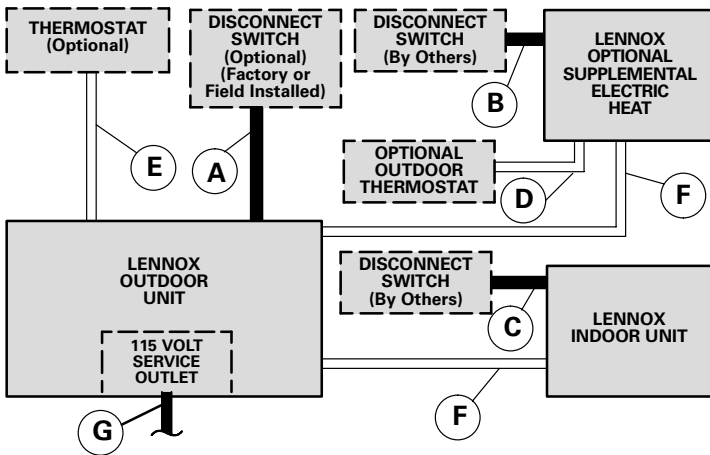 THERMOSTAT
(Optional)
DISCONNECT
SWITCH
(Optional)
(Factory or
Field Installed)
DISCONNECT
SWITCH
(By Others)
LENNOX
OPTIONAL
SUPPLEMENTAL
ELECTRIC
HEAT
B
E
A
OPTIONAL
OUTDOOR
THERMOSTAT
D
F
LENNOX
OUTDOOR
UNIT
DISCONNECT
SWITCH
(By Others)
C
LENNOX
INDOOR UNIT
115 VOLT
SERVICE
OUTLET
F
G